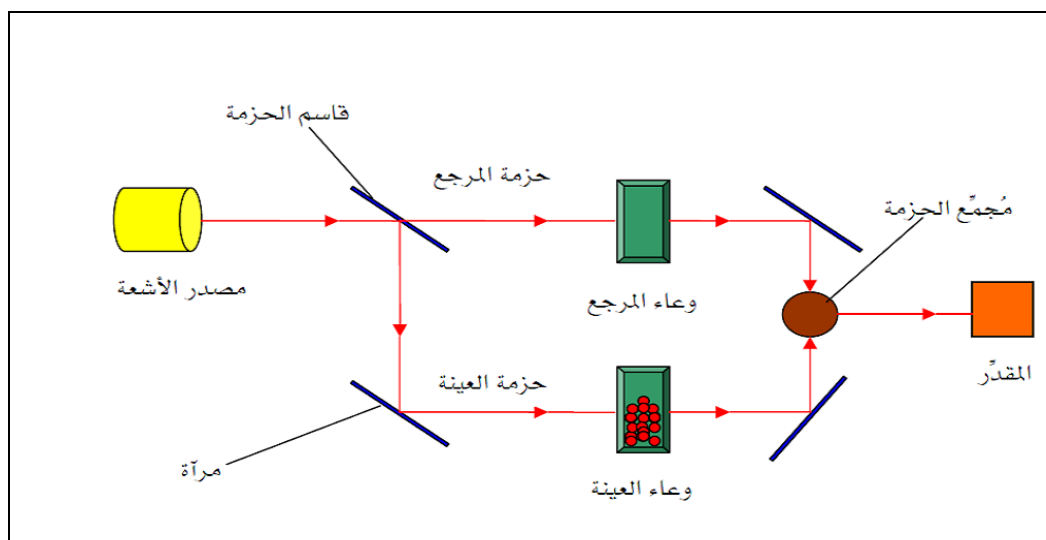 قاسم الحزمة
حزمة المرجع
مُجمِّع الحزمة
مصدر الأشعة
وعاء المرجع
المقدِّر
حزمة العينة
مرآة
وعاء العينة